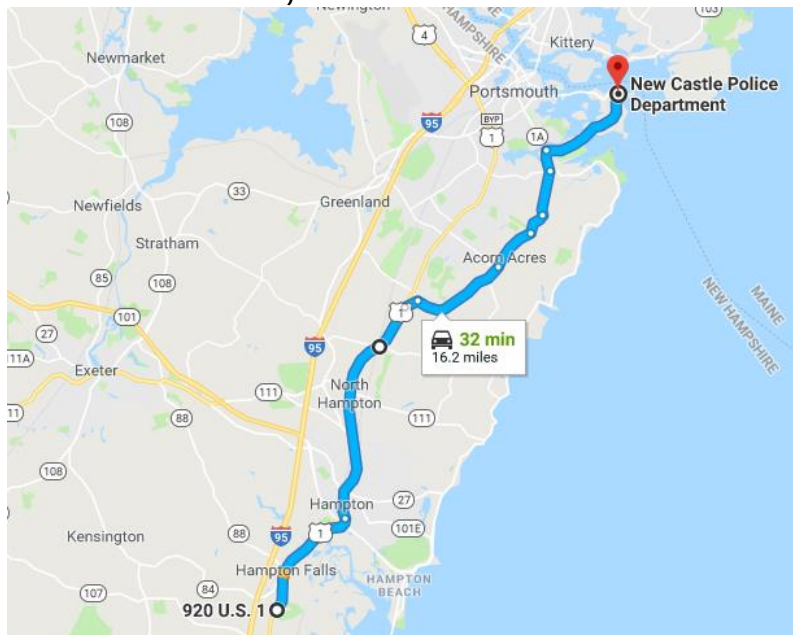 )
Newington
103
Kittery
Newmarket
4
MAINE
NEW HAMPSHIRE
New Castle Police
Department
Portsmouth
BYP
1
95
1A
108
33
Greenland
Newfields
Stratham
Acorn Acres
85
108
MAINE
NEW HAMPSHIRE
101
1
27
32 min
16.2 miles
111A
95
Exeter
North
Hampton
111
111
88
11
108
27
Hampton
101E
1
88
95
Kensington
Hampton Falls
HAMPTON
BEACH
107
84
920 U.S. 1